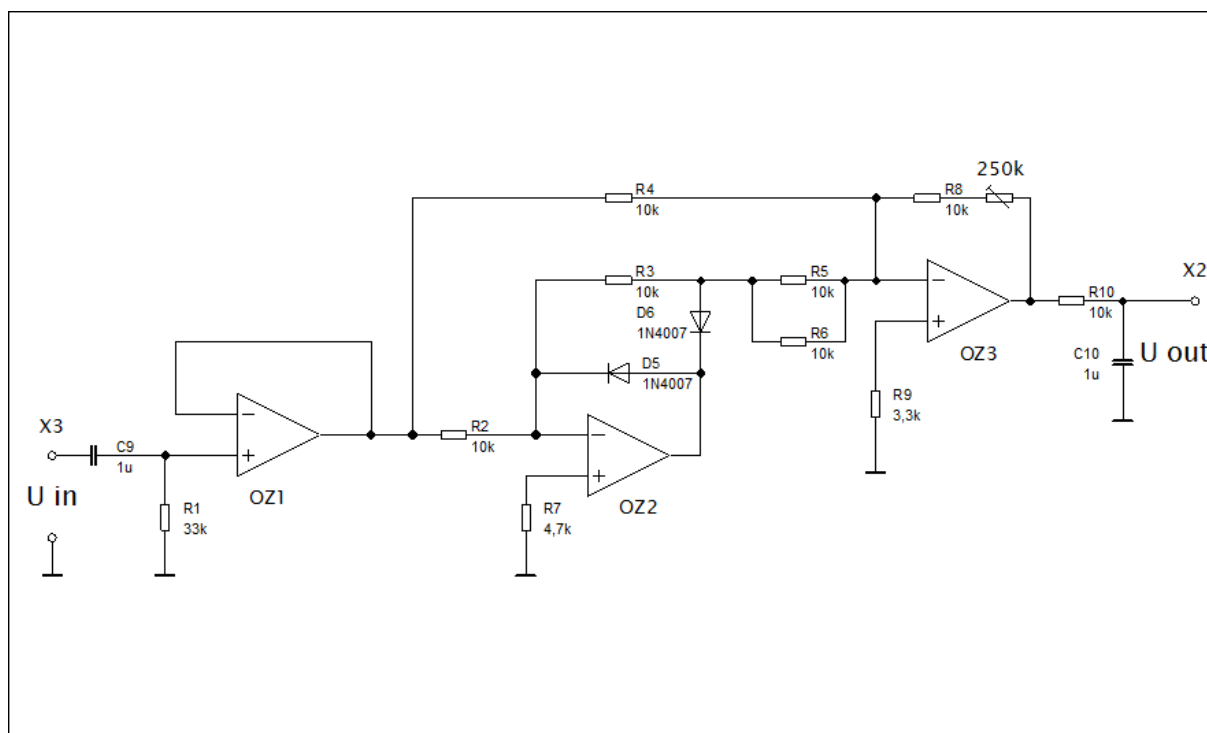 250k
R4
10k
R8
10k
R3
10k
R5
10k
X2
R10
10k
D6
1N4007
R6
10k
OZ3
C10
1u
U out
D5
1N4007
R9
3,3k
X3
C9
1u
R2
10k
U in
R1
33k
OZ1
R7
4,7k
OZ2